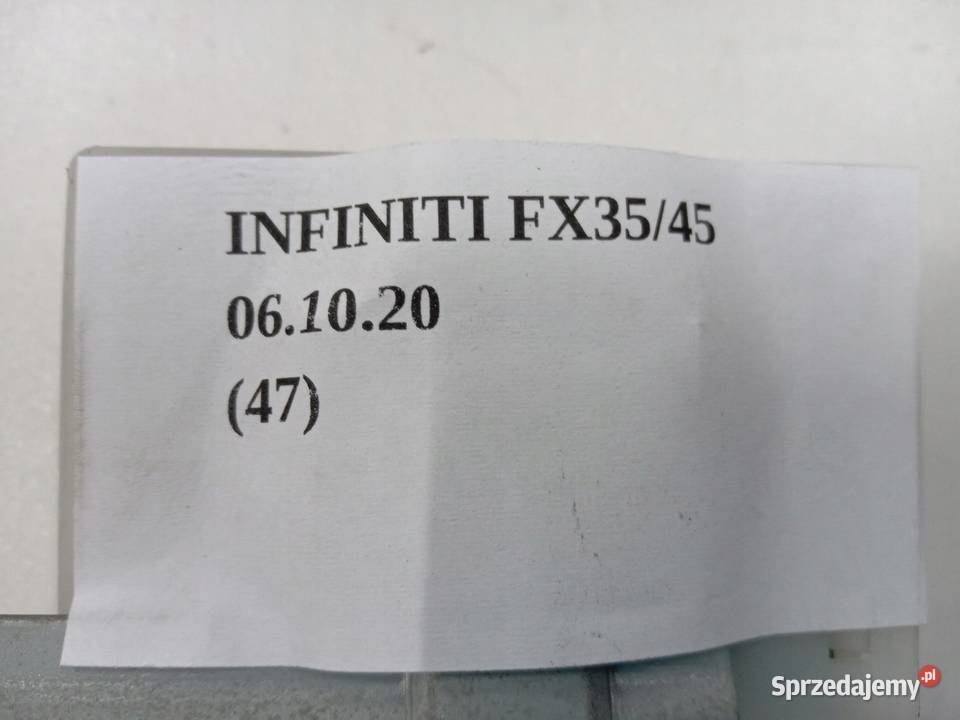 INFINITI FX35/45
06.10.20
(47)
Sprzedajemy.pl